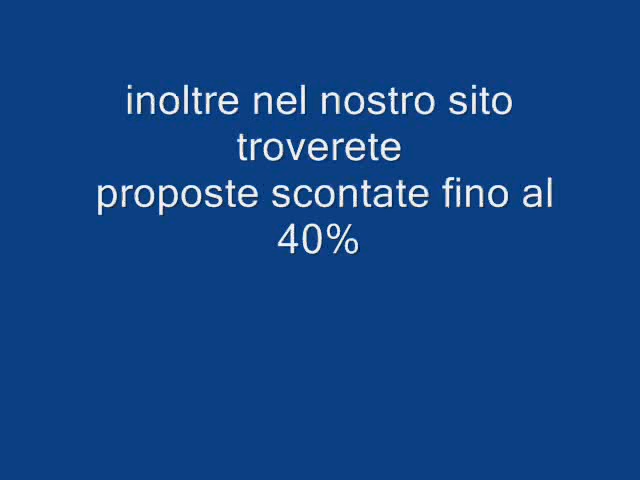 inoltre nel nostro sito
troverete
proposte scontate fino al
40%